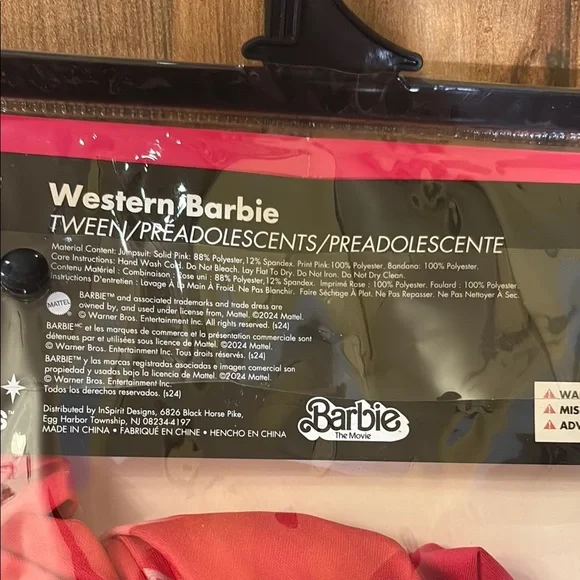 Western Barbie
TWEEN/PRÉADOLESCENTS/PREADOLESCENTE
Material Content: Jumpsuit: Solid Pink: 88% Polyester,12% Spandex. Print Pink:100% Polyester. Bandana: 100% Polyester.
Care Instructions: Hand Wash Cold. Do Not Bleach. Lay Flat To Dry. Do Not Iron. Do Not Dry Clean.
Contenu Matériel : Combinaison : Rose uni : 88% Polyester,12% Spandex. Imprimé Rose : 100% Polyester. Foulard : 100% Polyester.
Instructions D'entretien : Lavage À La Main À Froid. Ne Pas Blanchir. Faire Séchage À Plat. Ne Pas Repasser. Ne Pas Nettoyer À Sec.
MATTEL
BARBIE™ and associated trademarks and trade dress are
owned by, and used under license from, Mattel. ©2024 Mattel.
© Warner Bros. Entertainment Inc. All rights reserved. (s24)
BARBIEᴹᶜ et les marques de commerce et la présentation commerciale sont
détenues par et utilisées sous licence de Mattel. ©2024 Mattel.
© Warner Bros. Entertainment Inc. Tous droits réservés. (s24)
BARBIE™ y las marcas registradas asociadas e imagen comercial son
propiedad y usadas bajo la licencia de Mattel. ©2024 Mattel.
© Warner Bros. Entertainment Inc.
Todos los derechos reservados. (s24)
Distributed by InSpirit Designs, 6826 Black Horse Pike,
Egg Harbor Township, NJ 08234-4197
MADE IN CHINA • FABRIQUÉ EN CHINE • HENCHO EN CHINA
Barbie
The Movie
WA
MIS
ADV